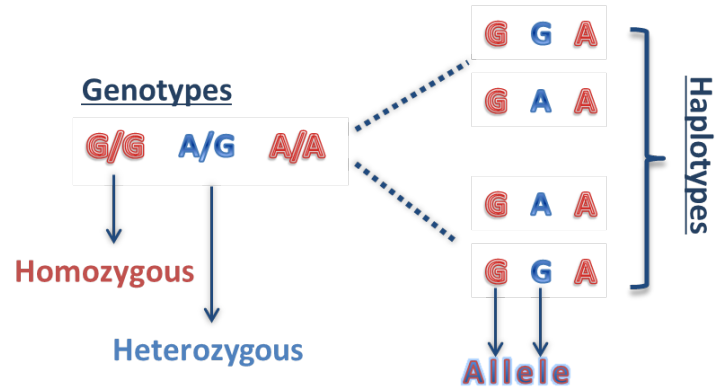 Genotypes
G/G A/G A/A
Homozygous
Heterozygous
G G A
G A A
G A A
G G A
Allele
Haplotypes